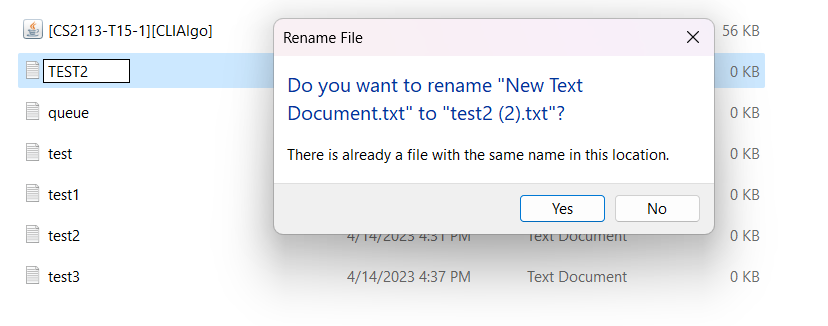 [CS2113-T15-1][CLIAlgo]
56 KB
Rename File
Do you want to rename "New Text
Document.txt" to "test2 (2).txt"?
There is already a file with the same name in this location.
Yes
No
TEST2
0 KB
queue
0 KB
test
0 KB
test1
0 KB
test2
4/14/2023 4:31 PM
Text Document
0 KB
test3
4/14/2023 4:37 PM
Text Document
0 KB